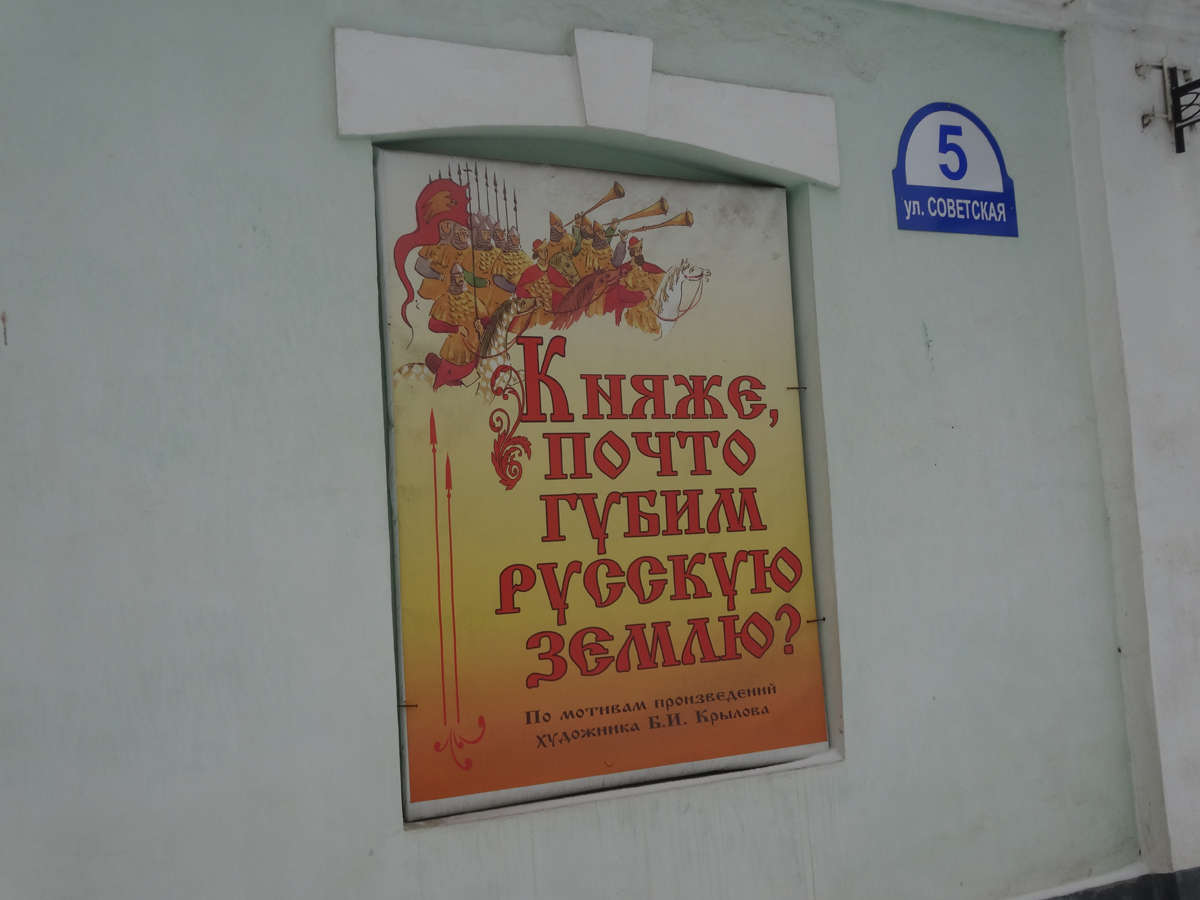 Княже,
почто
губим
русскую
землю?
По мотивам произведений
художника Б.И. Крылова
5
ул. СОВЕТСКАЯ